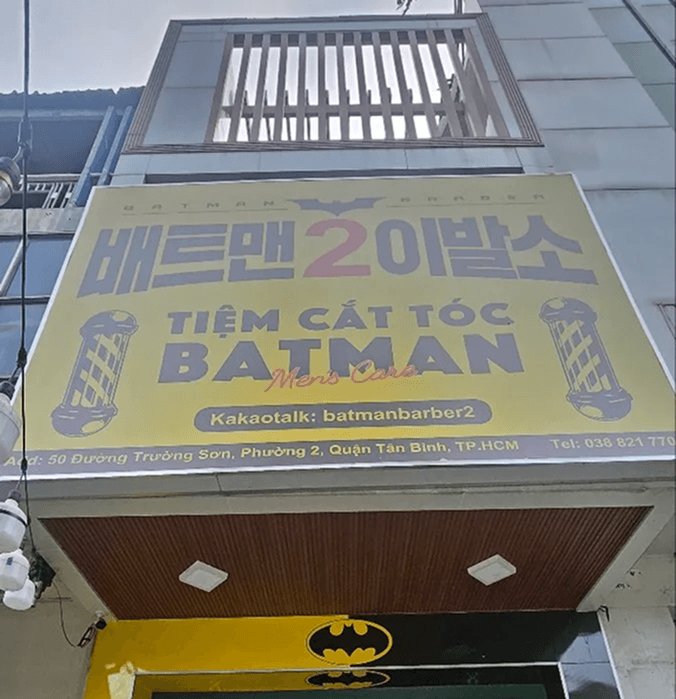 BATMAN BARBER
배트맨2이발소
TIỆM CẮT TÓC
BATMAN
Men's Care
Kakaotalk: batmanbarber2
Add: 50 Đường Trường Sơn, Phường 2, Quận Tân Bình, TP.HCM Tel: 038 821 770